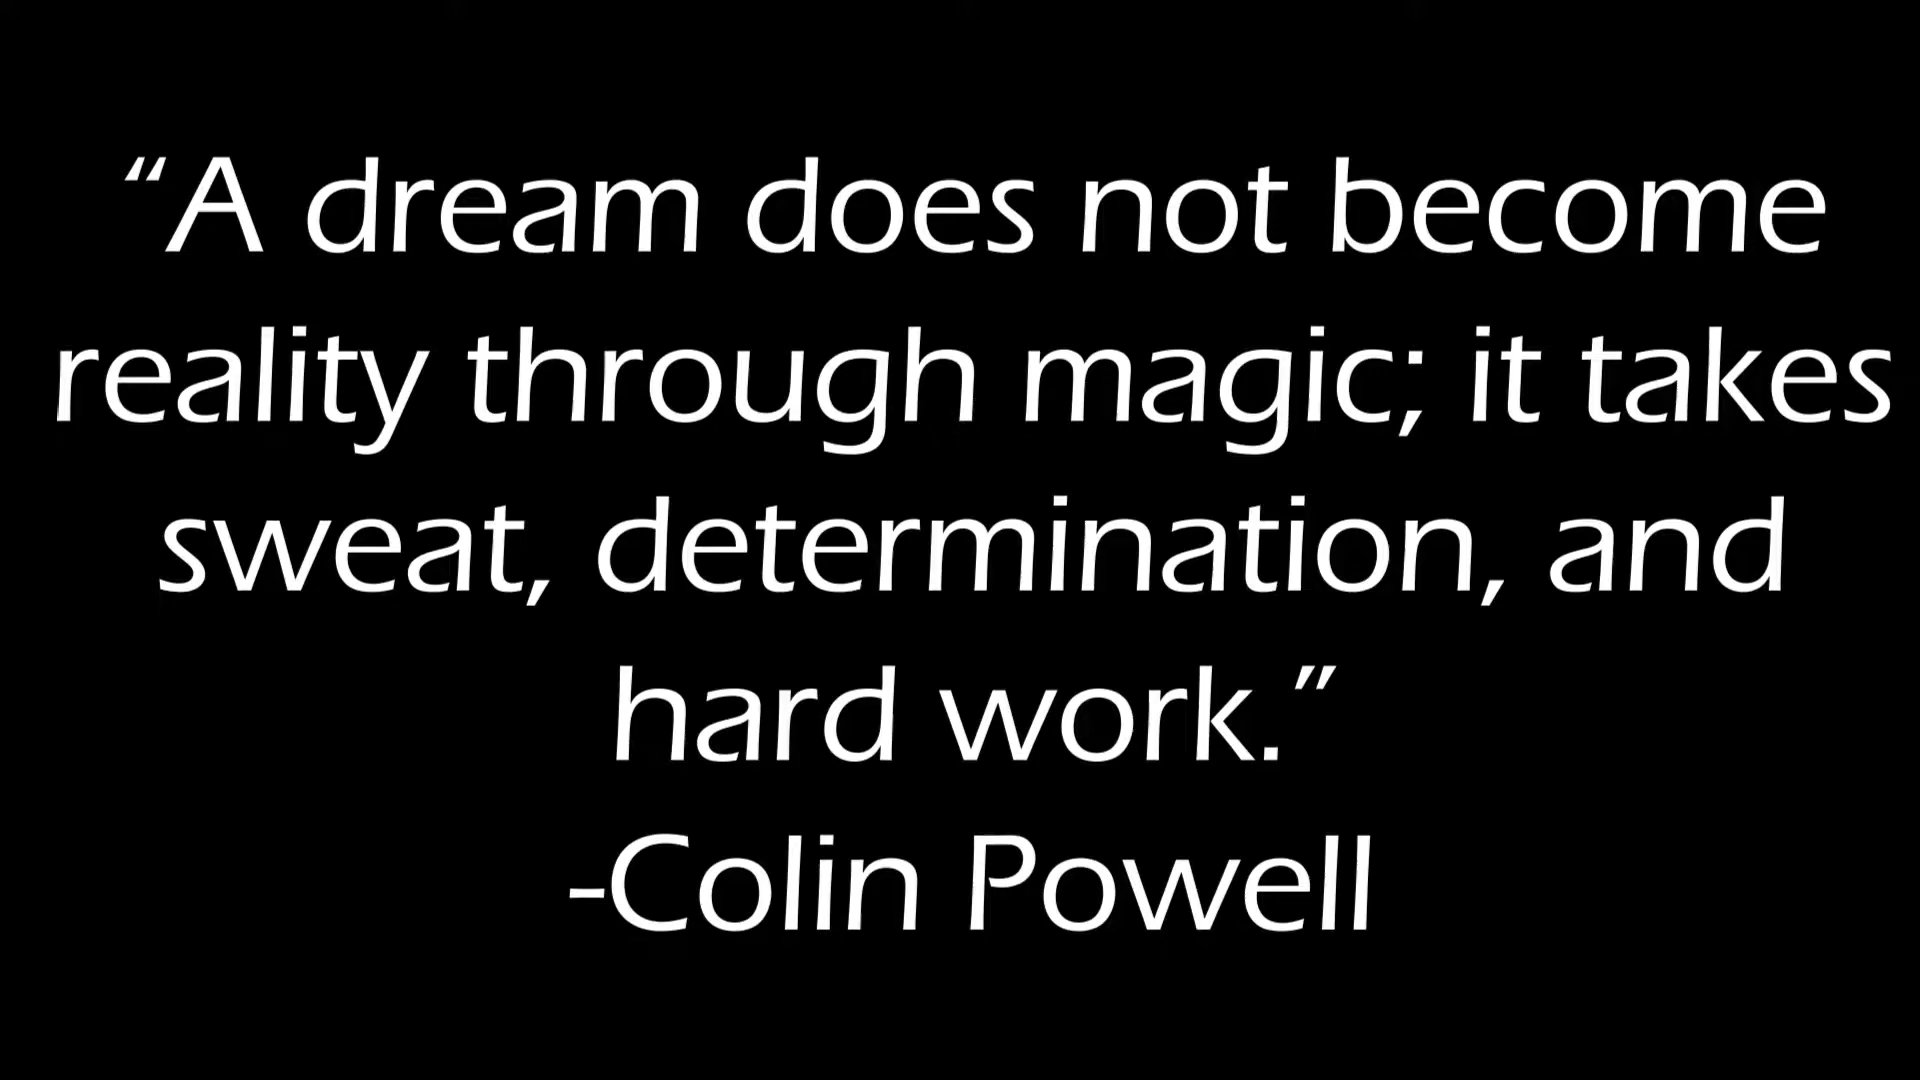 “A dream does not become
reality through magic; it takes
sweat, determination, and
hard work.”
-Colin Powell